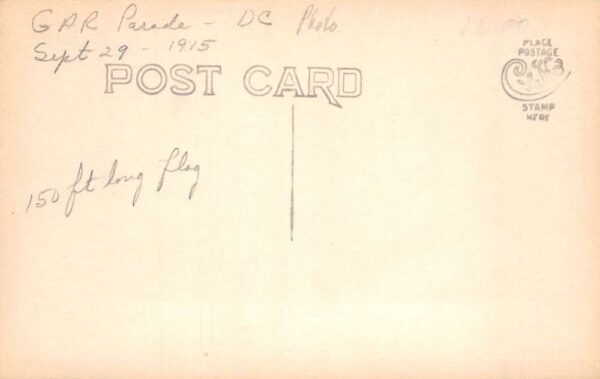 GAR Parade - DC Photo
Sept 29 - 1915
POST CARD
PLACE
POSTAGE
STAMP
HERE
150 ft long flag